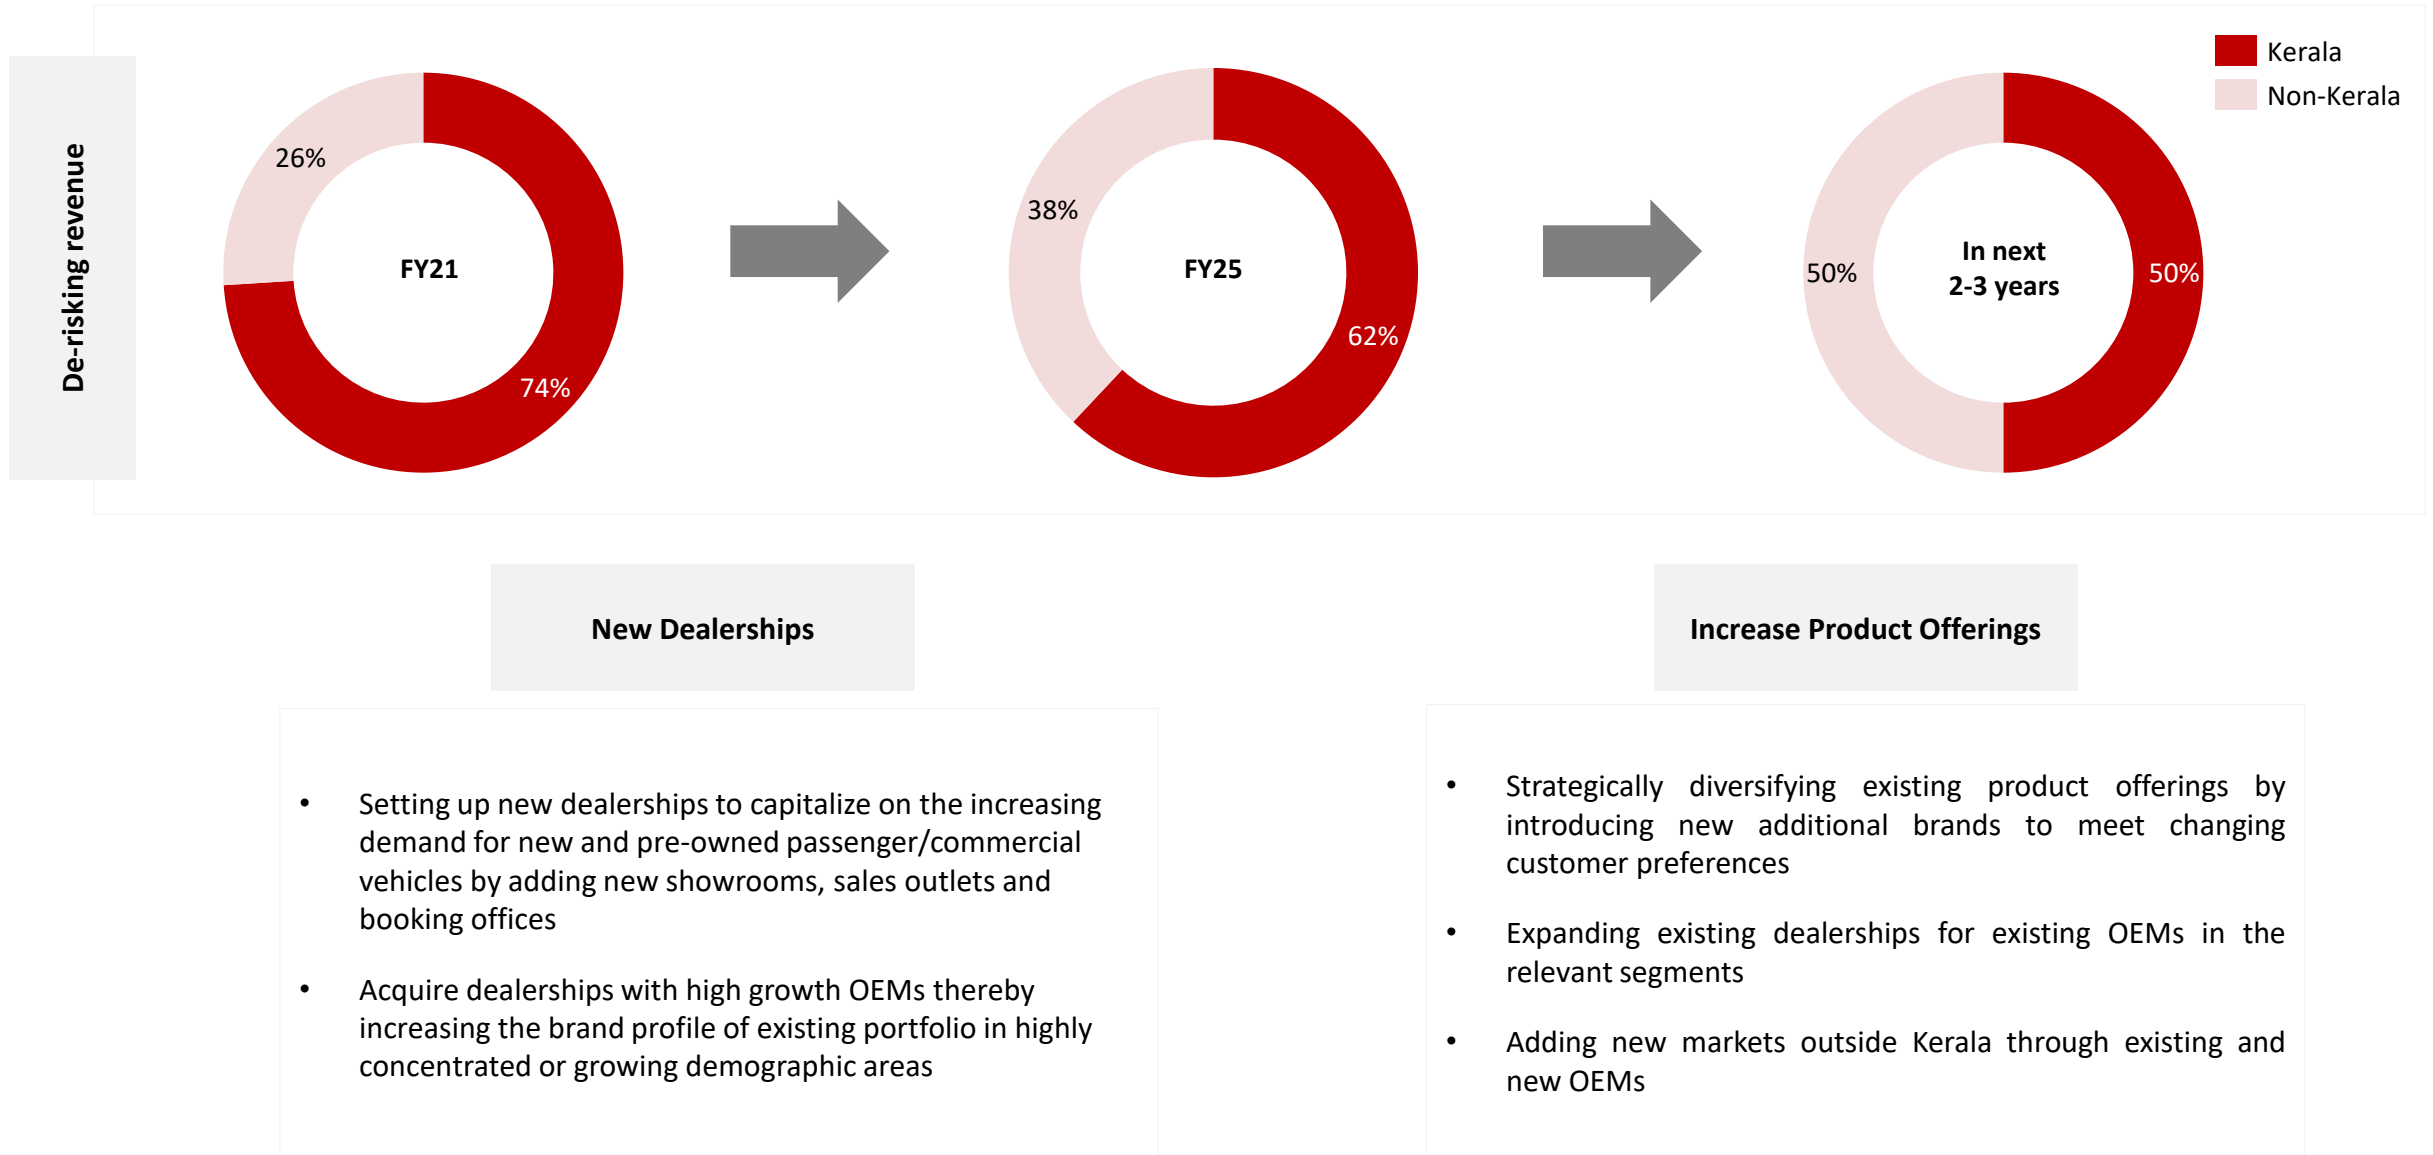 De-risking revenue
Kerala
Non-Kerala
26%
74%
FY21
38%
62%
FY25
50%
50%
In next
2-3 years
New Dealerships
• Setting up new dealerships to capitalize on the increasing
demand for new and pre-owned passenger/commercial
vehicles by adding new showrooms, sales outlets and
booking offices
• Acquire dealerships with high growth OEMs thereby
increasing the brand profile of existing portfolio in highly
concentrated or growing demographic areas
Increase Product Offerings
• Strategically diversifying existing product offerings by
introducing new additional brands to meet changing
customer preferences
• Expanding existing dealerships for existing OEMs in the
relevant segments
• Adding new markets outside Kerala through existing and
new OEMs